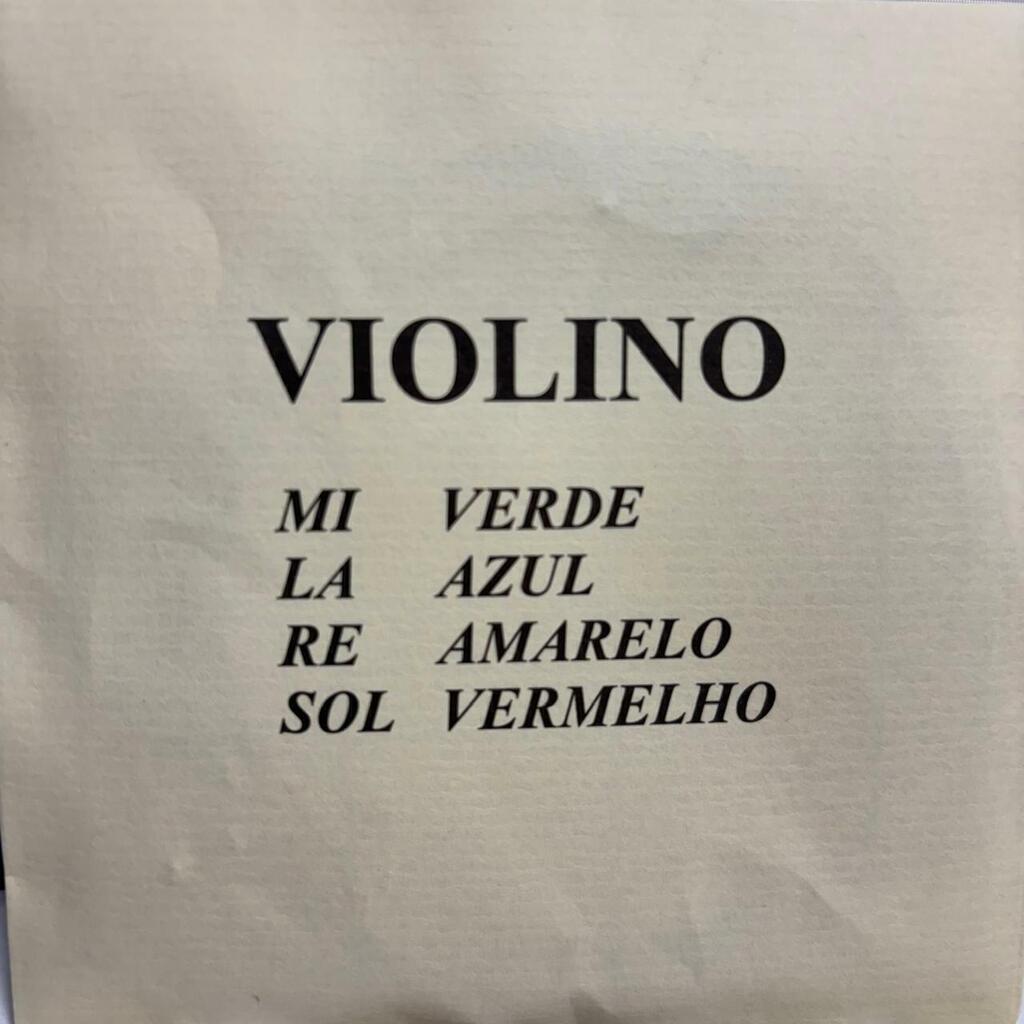 VIOLINO
MI VERDE
LA AZUL
RE AMARELO
SOL VERMELHO